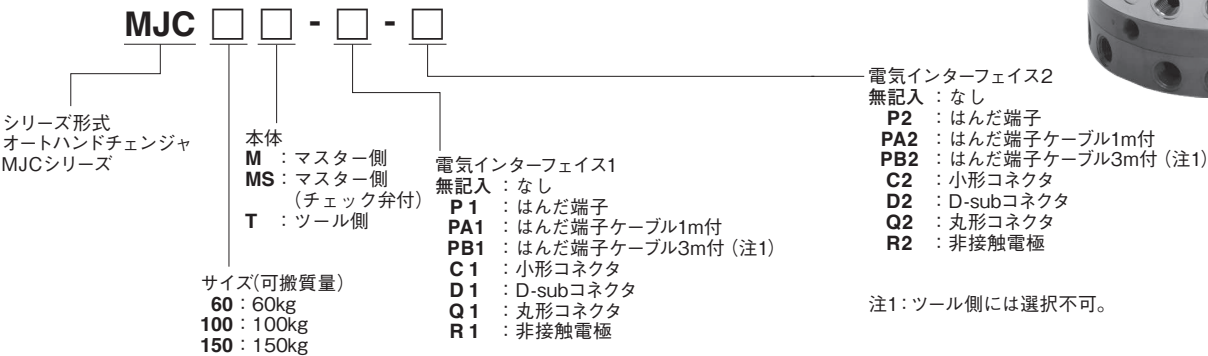 MJC □ □ - □ - □
シリーズ形式
オートハンドチェンジャ
MJCシリーズ
サイズ(可搬質量)
60：60kg
100：100kg
150：150kg
本体
M ：マスター側
MS：マスター側
(チェック弁付)
T ：ツール側
電気インターフェイス1
無記入：なし
P1 ：はんだ端子
PA1 ：はんだ端子ケーブル1m付
PB1 ：はんだ端子ケーブル3m付 (注1)
C1 ：小形コネクタ
D1 ：D-subコネクタ
Q1 ：丸形コネクタ
R1 ：非接触電極
電気インターフェイス2
無記入：なし
P2 ：はんだ端子
PA2 ：はんだ端子ケーブル1m付
PB2 ：はんだ端子ケーブル3m付 (注1)
C2 ：小形コネクタ
D2 ：D-subコネクタ
Q2 ：丸形コネクタ
R2 ：非接触電極
注1：ツール側には選択不可。